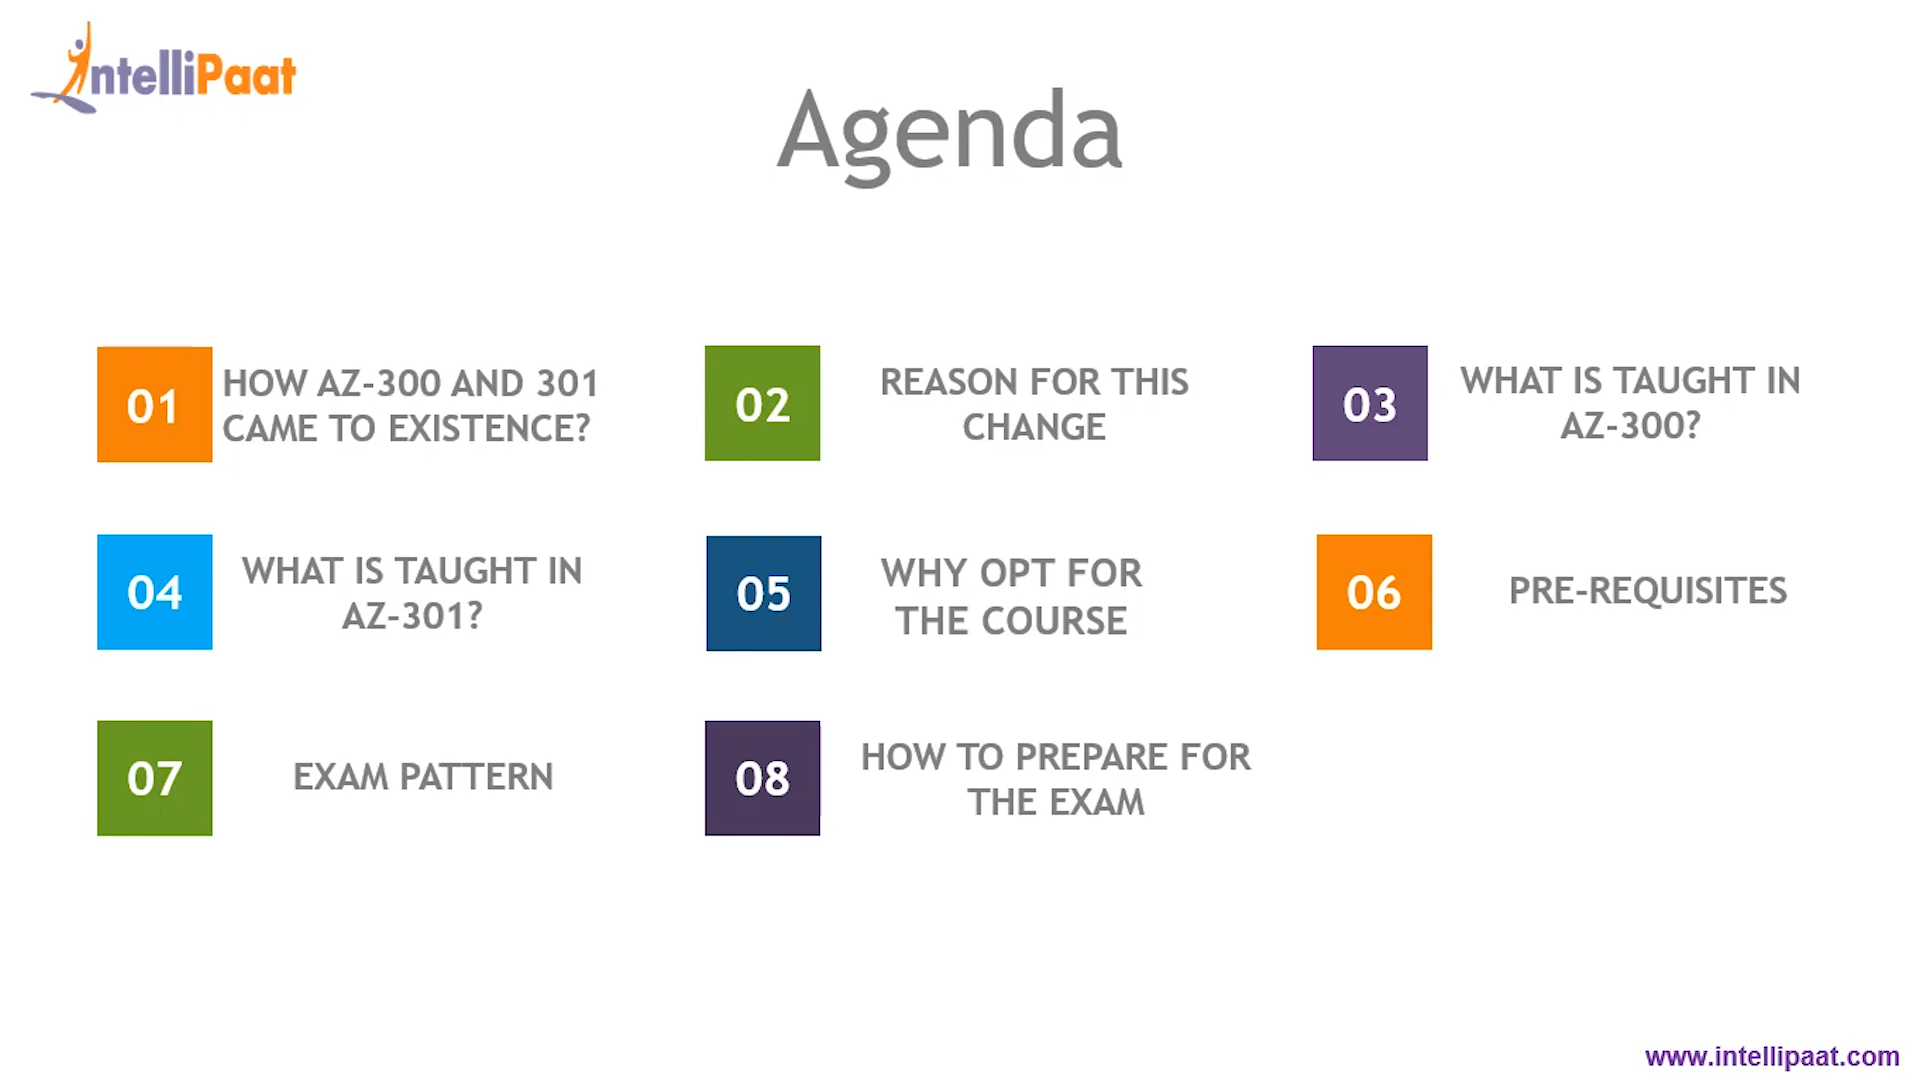 IntelliPaat
Agenda
01
HOW AZ-300 AND 301
CAME TO EXISTENCE?
02
REASON FOR THIS
CHANGE
03
WHAT IS TAUGHT IN
AZ-300?
04
WHAT IS TAUGHT IN
AZ-301?
05
WHY OPT FOR
THE COURSE
06
PRE-REQUISITES
07
EXAM PATTERN
08
HOW TO PREPARE FOR
THE EXAM
www.intellipaat.com